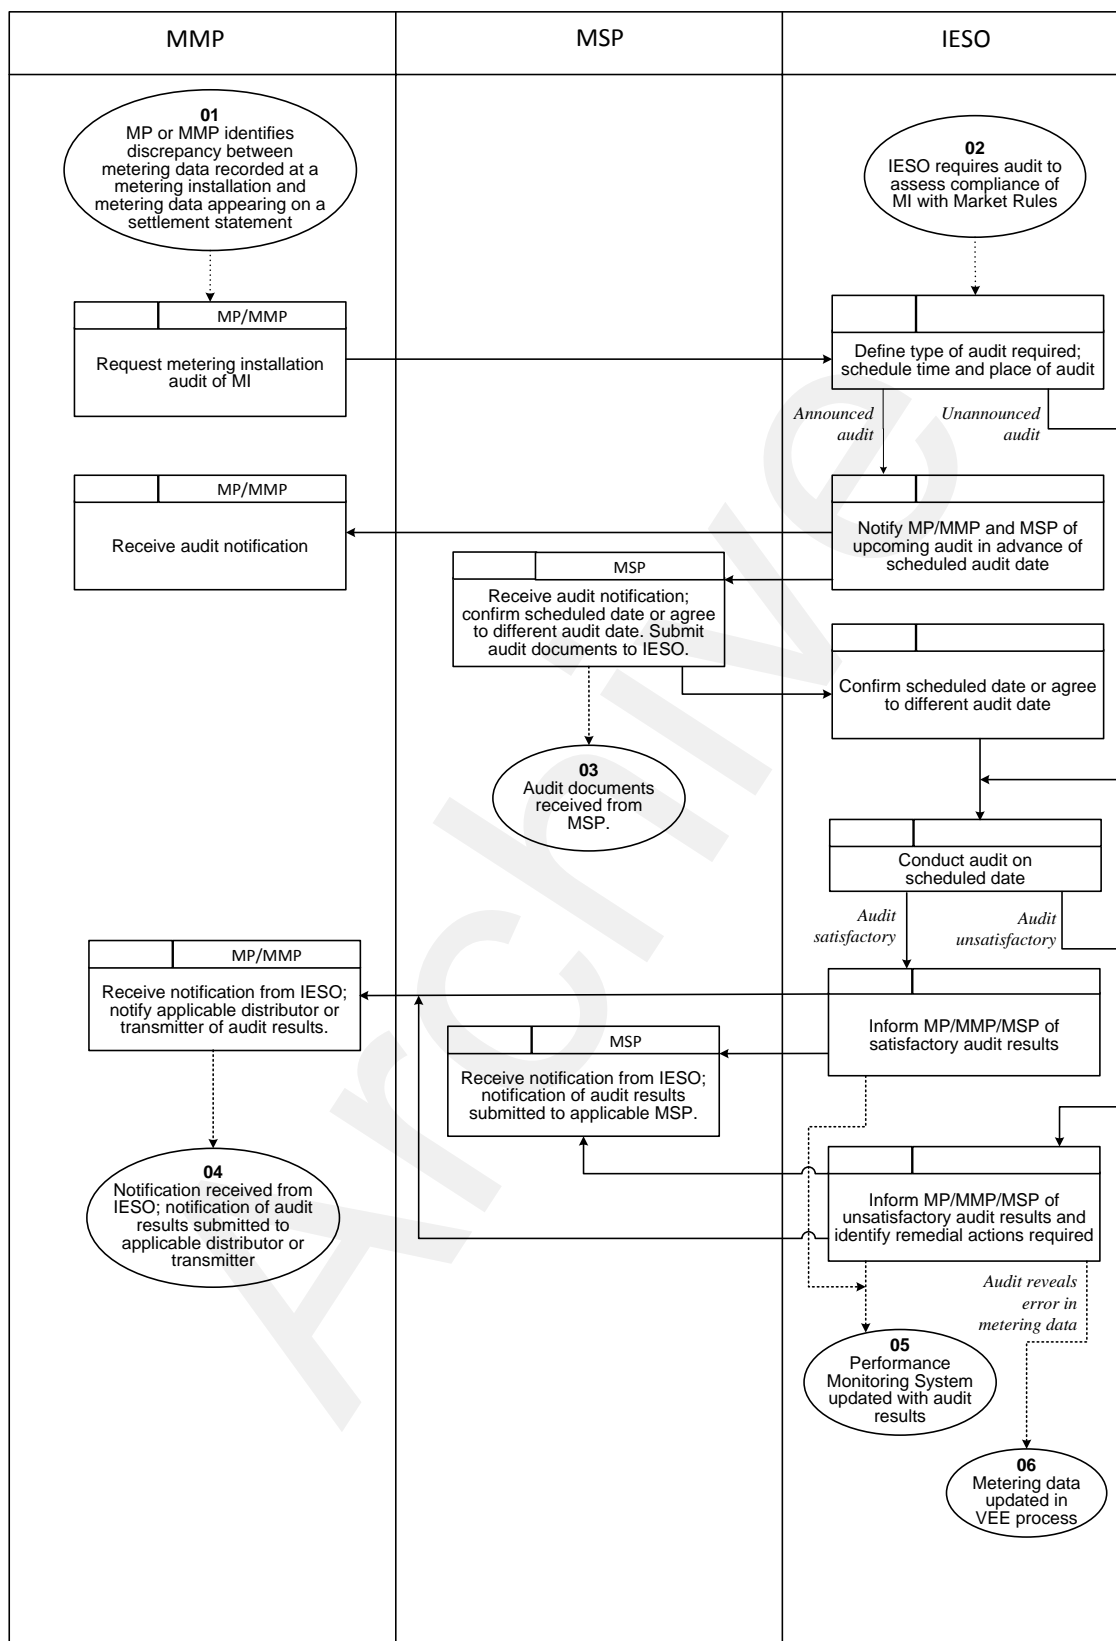 MMP
MSP
IESO
01
MP or MMP identifies
discrepancy between
metering data recorded at a
metering installation and
metering data appearing on a
settlement statement
02
IESO requires audit to
assess compliance of
MI with Market Rules
MP/MMP
Request metering installation
audit of MI
Define type of audit required;
schedule time and place of audit
Announced
audit
Unannounced
audit
MP/MMP
Receive audit notification
Notify MP/MMP and MSP of
upcoming audit in advance of
scheduled audit date
MSP
Receive audit notification;
confirm scheduled date or agree
to different audit date. Submit
audit documents to IESO.
Confirm scheduled date or agree
to different audit date
03
Audit documents
received from
MSP.
Conduct audit on
scheduled date
Audit
satisfactory
Audit
unsatisfactory
MP/MMP
Receive notification from IESO;
notify applicable distributor or
transmitter of audit results.
Inform MP/MMP/MSP of
satisfactory audit results
MSP
Receive notification from IESO;
notification of audit results
submitted to applicable MSP.
04
Notification received from
IESO; notification of audit
results submitted to
applicable distributor or
transmitter
Inform MP/MMP/MSP of
unsatisfactory audit results and
identify remedial actions required
Audit reveals
error in
metering data
05
Performance
Monitoring System
updated with audit
results
06
Metering data
updated in
VEE process
Archive